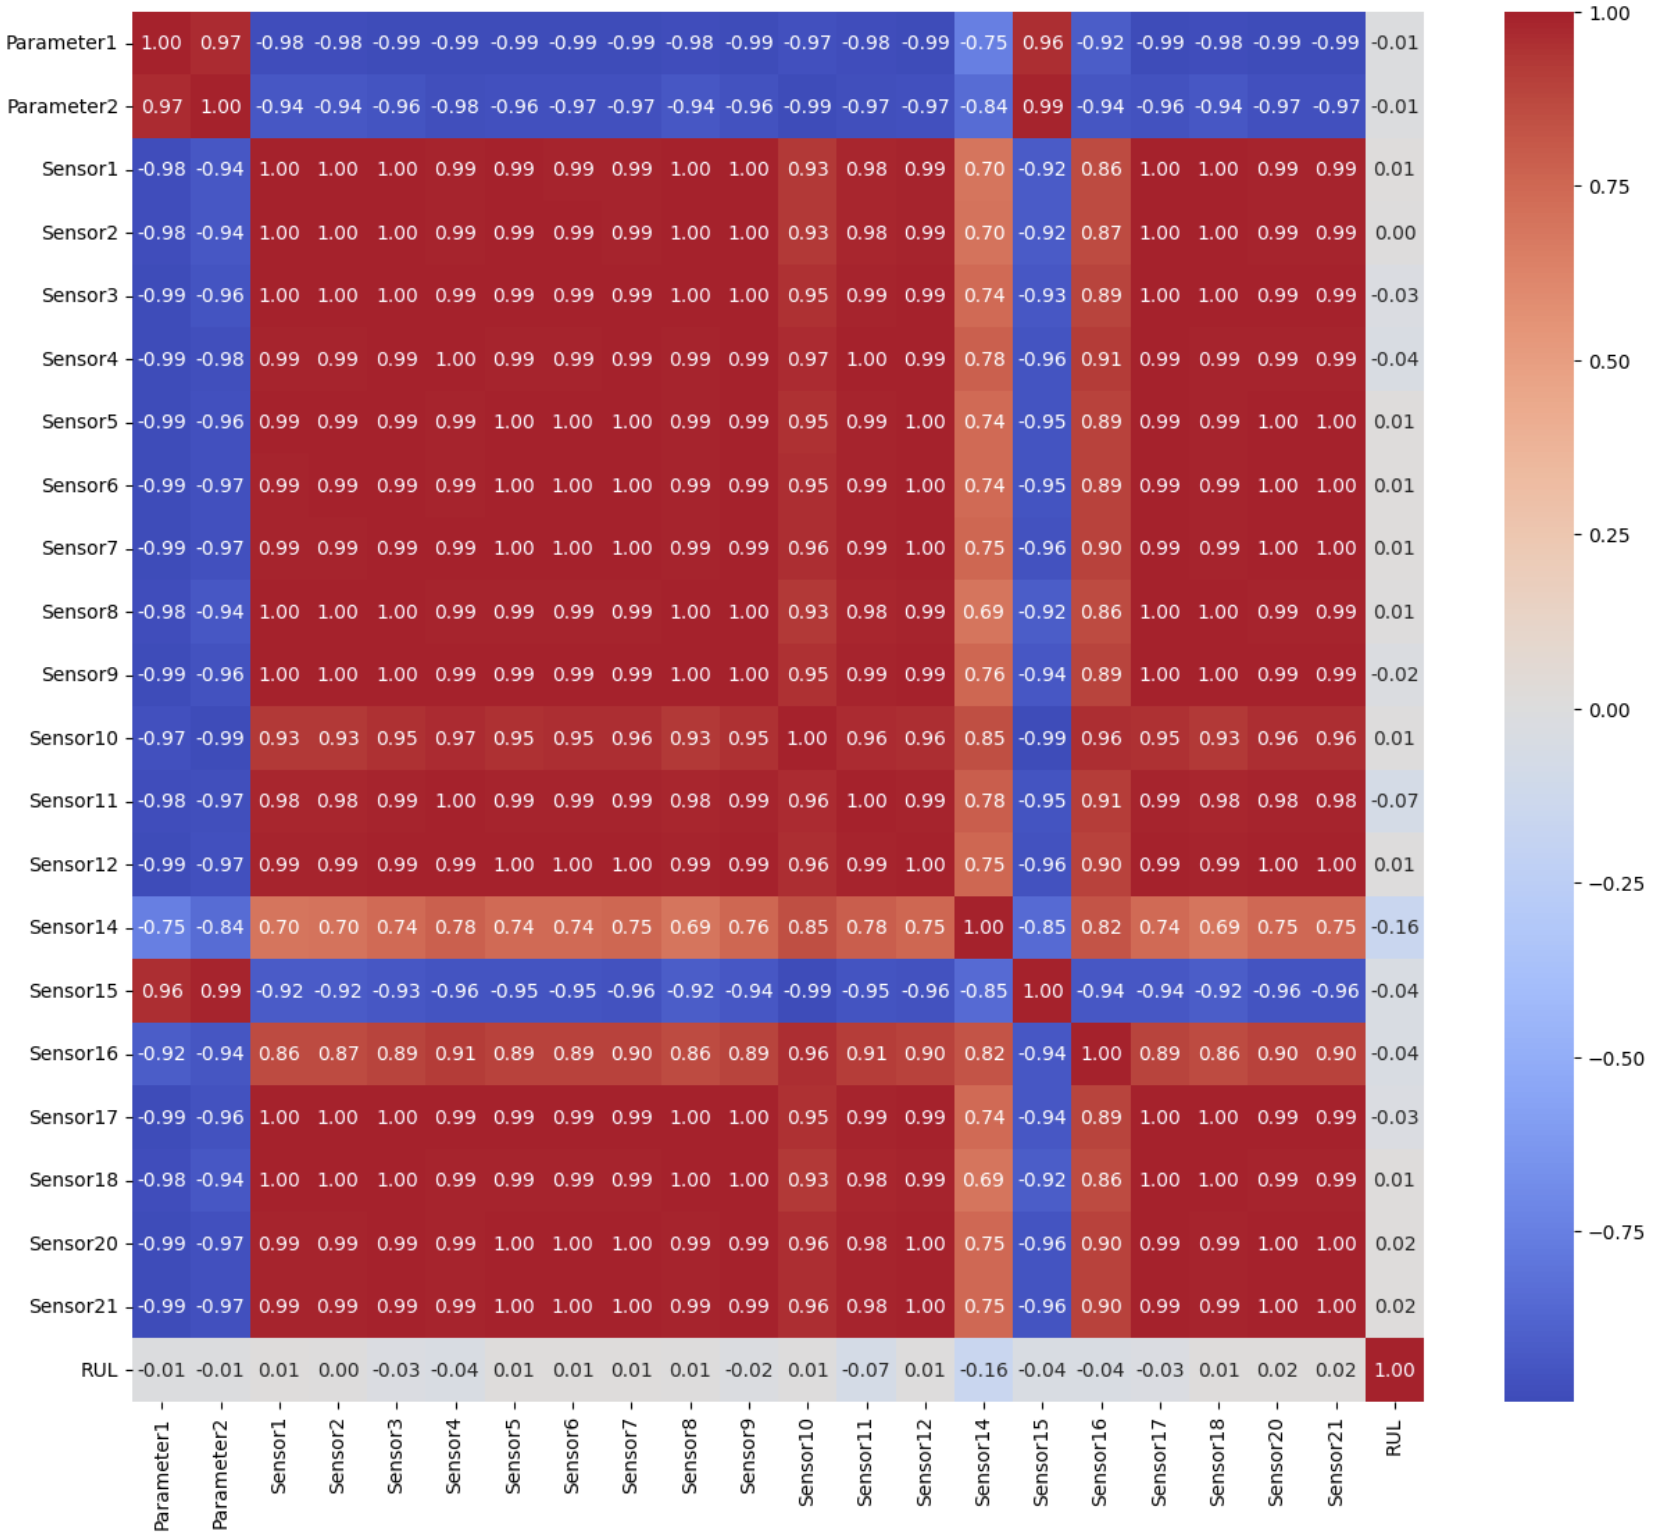 Parameter1 1.00 0.97 -0.98 -0.98 -0.99 -0.99 -0.99 -0.99 -0.99 -0.98 -0.99 -0.97 -0.98 -0.99 -0.75 0.96 -0.92 -0.99 -0.98 -0.99 -0.99 -0.01
Parameter2 0.97 1.00 -0.94 -0.94 -0.96 -0.98 -0.96 -0.97 -0.97 -0.94 -0.96 -0.99 -0.97 -0.97 -0.84 0.99 -0.94 -0.96 -0.94 -0.97 -0.97 -0.01
Sensor1 -0.98 -0.94 1.00 1.00 1.00 0.99 0.99 0.99 0.99 1.00 1.00 0.93 0.98 0.99 0.70 -0.92 0.86 1.00 1.00 0.99 0.99 0.01
Sensor2 -0.98 -0.94 1.00 1.00 1.00 0.99 0.99 0.99 0.99 1.00 1.00 0.93 0.98 0.99 0.70 -0.92 0.87 1.00 1.00 0.99 0.99 0.00
Sensor3 -0.99 -0.96 1.00 1.00 1.00 0.99 0.99 0.99 0.99 1.00 1.00 0.95 0.99 0.99 0.74 -0.93 0.89 1.00 1.00 0.99 0.99 -0.03
Sensor4 -0.99 -0.98 0.99 0.99 0.99 1.00 0.99 0.99 0.99 0.99 0.99 0.97 1.00 0.99 0.78 -0.96 0.91 0.99 0.99 0.99 0.99 -0.04
Sensor5 -0.99 -0.96 0.99 0.99 0.99 0.99 1.00 1.00 1.00 0.99 0.99 0.95 0.99 1.00 0.74 -0.95 0.89 0.99 0.99 1.00 1.00 0.01
Sensor6 -0.99 -0.97 0.99 0.99 0.99 0.99 1.00 1.00 1.00 0.99 0.99 0.95 0.99 1.00 0.74 -0.95 0.89 0.99 0.99 1.00 1.00 0.01
Sensor7 -0.99 -0.97 0.99 0.99 0.99 0.99 1.00 1.00 1.00 0.99 0.99 0.96 0.99 1.00 0.75 -0.96 0.90 0.99 0.99 1.00 1.00 0.01
Sensor8 -0.98 -0.94 1.00 1.00 1.00 0.99 0.99 0.99 0.99 1.00 1.00 0.93 0.98 0.99 0.69 -0.92 0.86 1.00 1.00 0.99 0.99 0.01
Sensor9 -0.99 -0.96 1.00 1.00 1.00 0.99 0.99 0.99 0.99 1.00 1.00 0.95 0.99 0.99 0.76 -0.94 0.89 1.00 1.00 0.99 0.99 -0.02
Sensor10 -0.97 -0.99 0.93 0.93 0.95 0.97 0.95 0.95 0.96 0.93 0.95 1.00 0.96 0.96 0.85 -0.99 0.96 0.95 0.93 0.96 0.96 0.01
Sensor11 -0.98 -0.97 0.98 0.98 0.99 1.00 0.99 0.99 0.99 0.98 0.99 0.96 1.00 0.99 0.78 -0.95 0.91 0.99 0.98 0.98 0.98 -0.07
Sensor12 -0.99 -0.97 0.99 0.99 0.99 0.99 1.00 1.00 1.00 0.99 0.99 0.96 0.99 1.00 0.75 -0.96 0.90 0.99 0.99 1.00 1.00 0.01
Sensor14 -0.75 -0.84 0.70 0.70 0.74 0.78 0.74 0.74 0.75 0.69 0.76 0.85 0.78 0.75 1.00 -0.85 0.82 0.74 0.69 0.75 0.75 -0.16
Sensor15 0.96 0.99 -0.92 -0.92 -0.93 -0.96 -0.95 -0.95 -0.96 -0.92 -0.94 -0.99 -0.95 -0.96 -0.85 1.00 -0.94 -0.94 -0.92 -0.96 -0.96 -0.04
Sensor16 -0.92 -0.94 0.86 0.87 0.89 0.91 0.89 0.89 0.90 0.86 0.89 0.96 0.91 0.90 0.82 -0.94 1.00 0.89 0.86 0.90 0.90 -0.04
Sensor17 -0.99 -0.96 1.00 1.00 1.00 0.99 0.99 0.99 0.99 1.00 1.00 0.95 0.99 0.99 0.74 -0.94 0.89 1.00 1.00 0.99 0.99 -0.03
Sensor18 -0.98 -0.94 1.00 1.00 1.00 0.99 0.99 0.99 0.99 1.00 1.00 0.93 0.98 0.99 0.69 -0.92 0.86 1.00 1.00 0.99 0.99 0.01
Sensor20 -0.99 -0.97 0.99 0.99 0.99 0.99 1.00 1.00 1.00 0.99 0.99 0.96 0.98 1.00 0.75 -0.96 0.90 0.99 0.99 1.00 1.00 0.02
Sensor21 -0.99 -0.97 0.99 0.99 0.99 0.99 1.00 1.00 1.00 0.99 0.99 0.96 0.98 1.00 0.75 -0.96 0.90 0.99 0.99 1.00 1.00 0.02
RUL -0.01 -0.01 0.01 0.00 -0.03 -0.04 0.01 0.01 0.01 0.01 -0.02 0.01 -0.07 0.01 -0.16 -0.04 -0.04 -0.03 0.01 0.02 0.02 1.00
Parameter1 Parameter2 Sensor1 Sensor2 Sensor3 Sensor4 Sensor5 Sensor6 Sensor7 Sensor8 Sensor9 Sensor10 Sensor11 Sensor12 Sensor14 Sensor15 Sensor16 Sensor17 Sensor18 Sensor20 Sensor21 RUL
1.00
0.75
0.50
0.25
0.00
−0.25
−0.50
−0.75